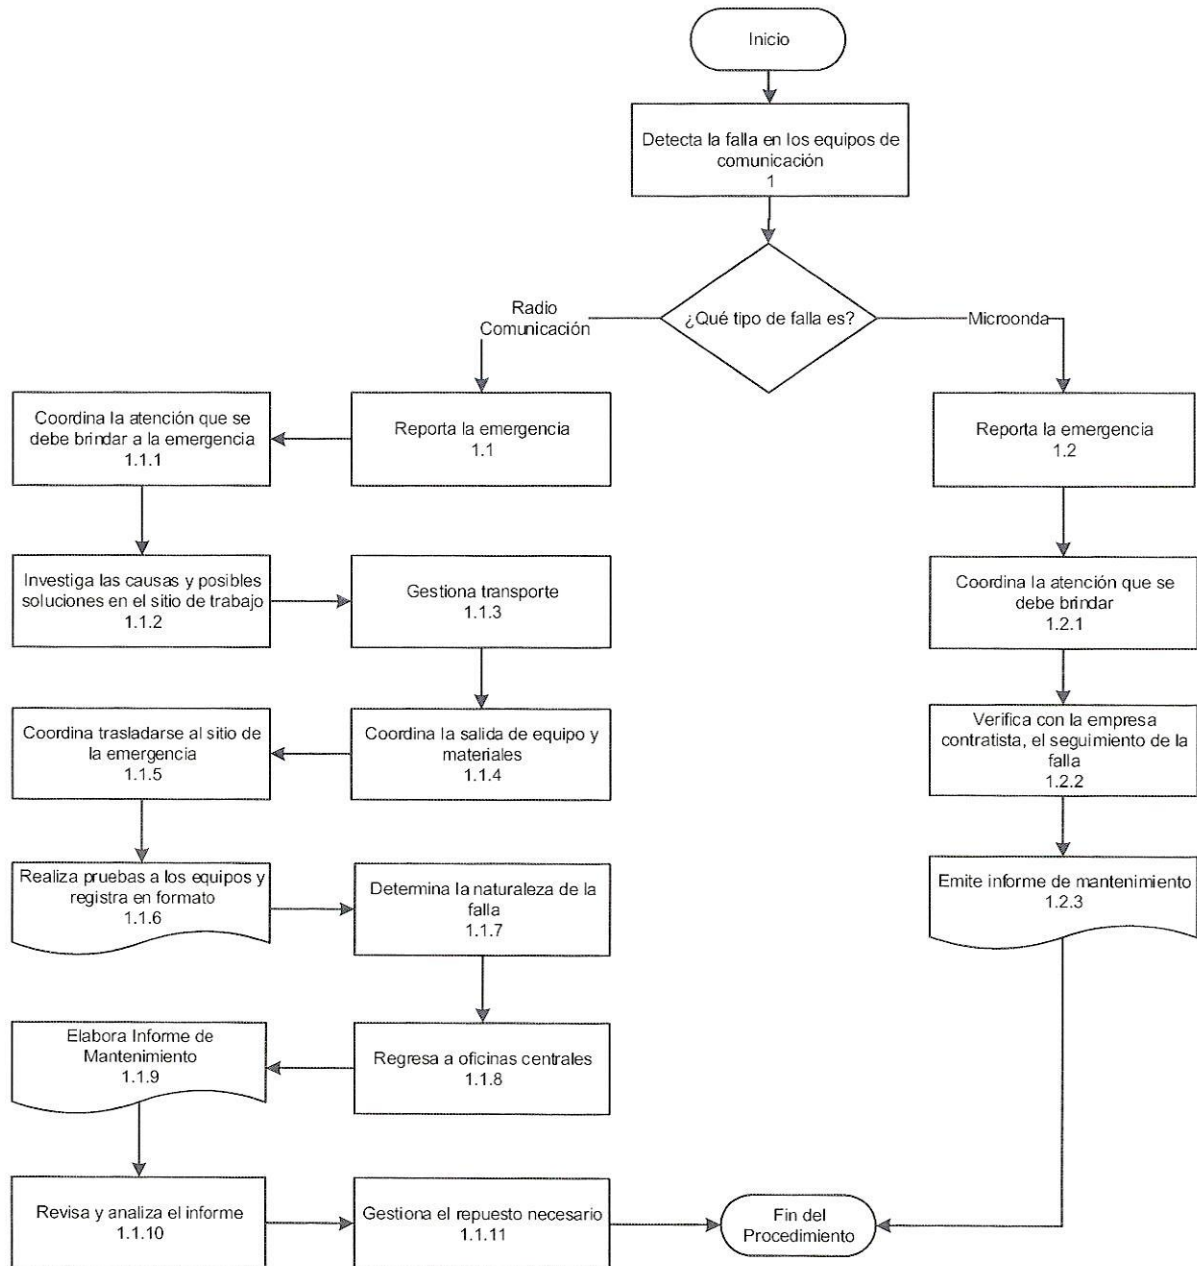 Inicio
Detecta la falla en los equipos de
comunicación
1
¿Qué tipo de falla es?
Radio
Comunicación
Microonda
Coordina la atención que se
debe brindar a la emergencia
1.1.1
Reporta la emergencia
1.1
Reporta la emergencia
1.2
Investiga las causas y posibles
soluciones en el sitio de trabajo
1.1.2
Gestiona transporte
1.1.3
Coordina la atención que se
debe brindar
1.2.1
Coordina trasladarse al sitio de
la emergencia
1.1.5
Coordina la salida de equipo y
materiales
1.1.4
Verifica con la empresa
contratista, el seguimiento de la
falla
1.2.2
Realiza pruebas a los equipos y
registra en formato
1.1.6
Determina la naturaleza de la
falla
1.1.7
Emite informe de mantenimiento
1.2.3
Elabora Informe de
Mantenimiento
1.1.9
Regresa a oficinas centrales
1.1.8
Revisa y analiza el informe
1.1.10
Gestiona el repuesto necesario
1.1.11
Fin del
Procedimiento